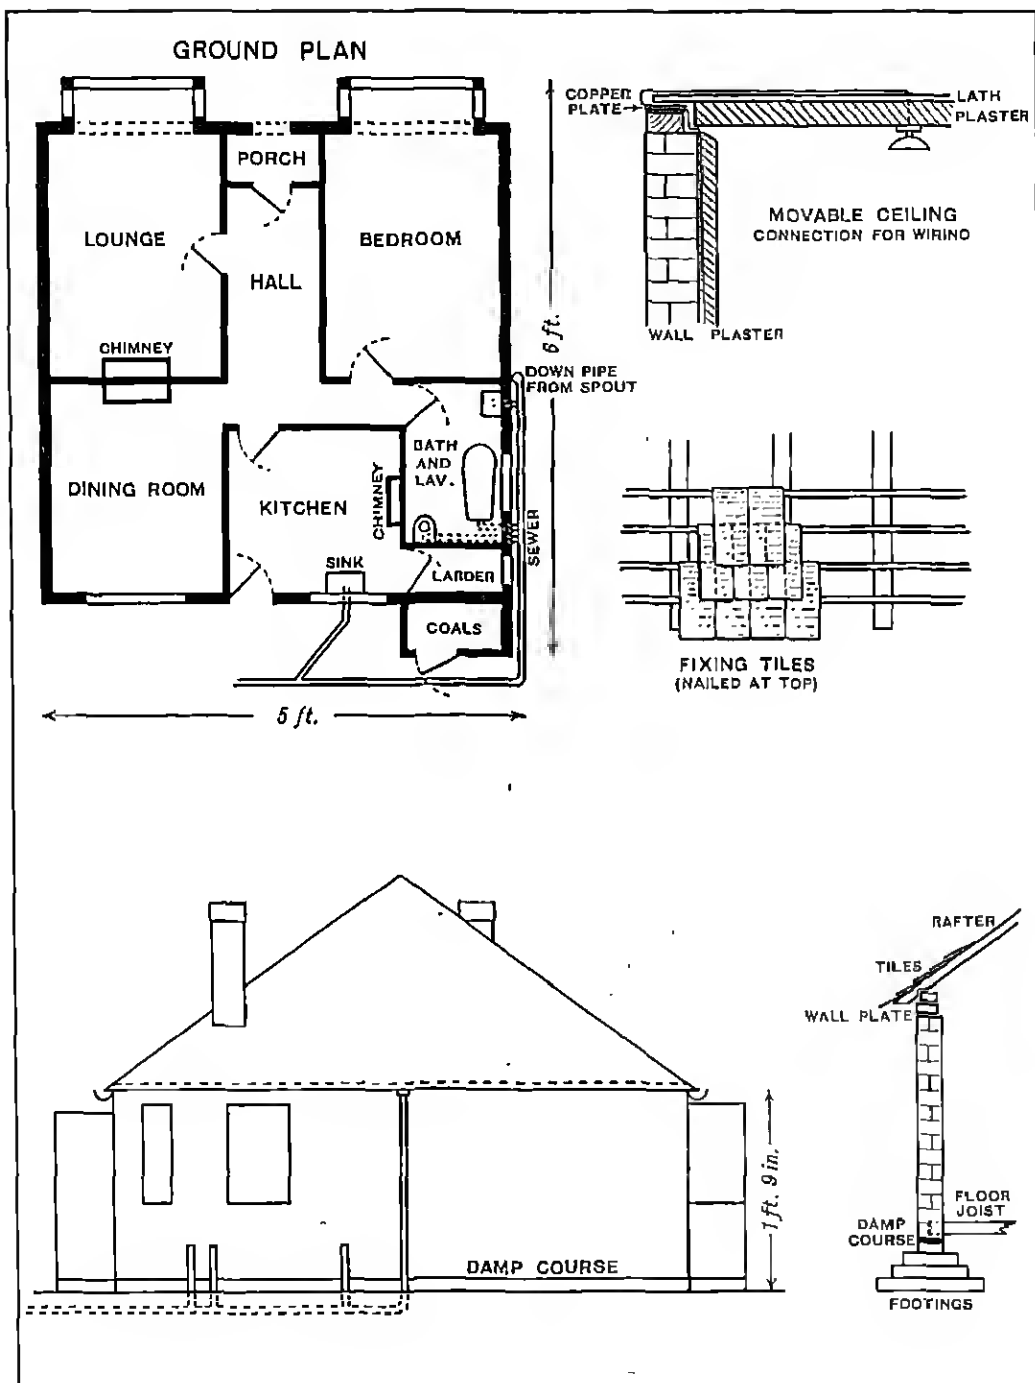 GROUND PLAN
PORCH
LOUNGE
BEDROOM
HALL
CHIMNEY
DINING ROOM
KITCHEN
CHIMNEY
BATH
AND
LAV.
SINK
LARDER
COALS
SEWER
DOWN PIPE
FROM SPOUT
6 ft.
5 ft.
COPPER
PLATE
LATH
PLASTER
MOVABLE CEILING
CONNECTION FOR WIRING
WALL PLASTER
FIXING TILES
(NAILED AT TOP)
DAMP COURSE
1 ft. 9 in.
RAFTER
TILES
WALL PLATE
FLOOR
JOIST
DAMP
COURSE
FOOTINGS